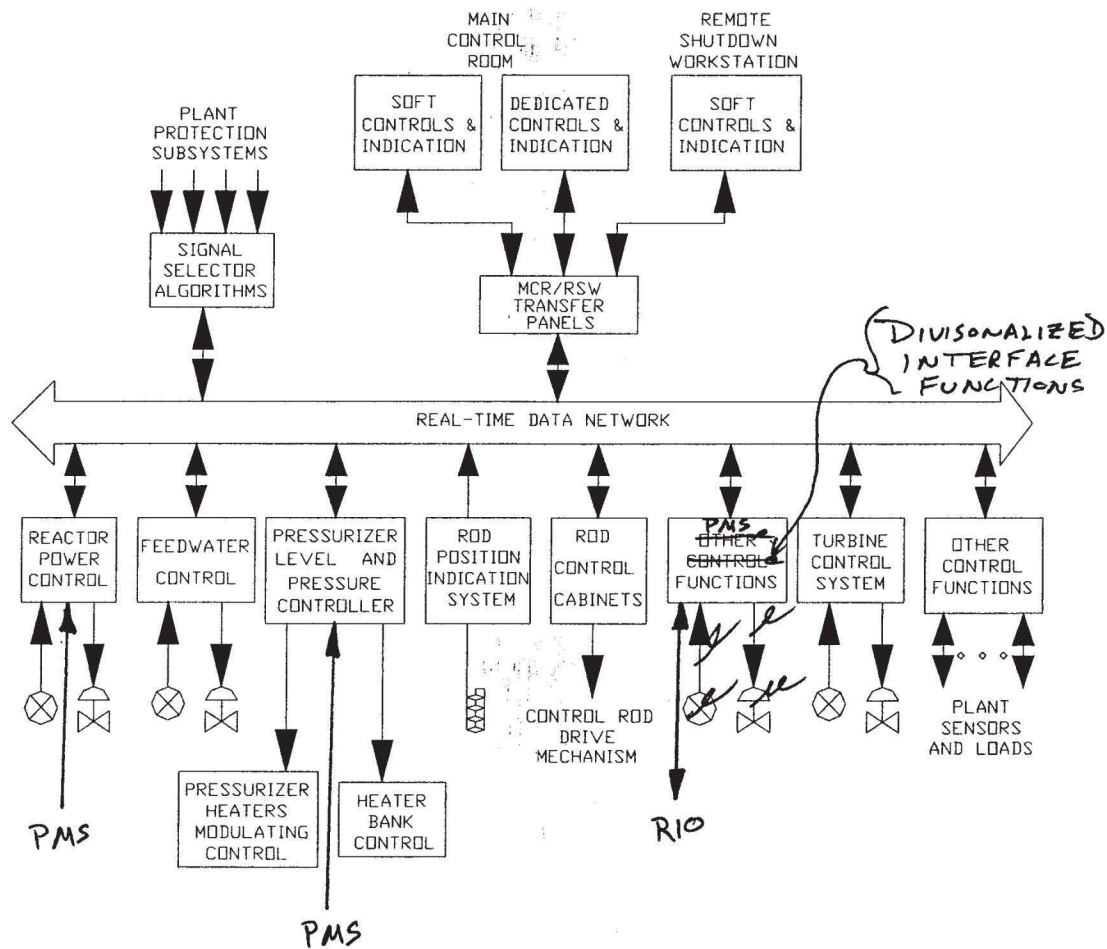 MAIN
CONTROL
ROOM
REMOTE
SHUTDOWN
WORKSTATION
SOFT
CONTROLS &
INDICATION
DEDICATED
CONTROLS &
INDICATION
SOFT
CONTROLS &
INDICATION
PLANT
PROTECTION
SUBSYSTEMS
SIGNAL
SELECTOR
ALGORITHMS
MCR/RSW
TRANSFER
PANELS
DIVISONALIZED
INTERFACE
FUNCTIONS
REAL-TIME DATA NETWORK
REACTOR
POWER
CONTROL
FEEDWATER
CONTROL
PRESSURIZER
LEVEL AND
PRESSURE
CONTROLLER
ROD
POSITION
INDICATION
SYSTEM
ROD
CONTROL
CABINETS
PMS
OTHER
CONTROL
FUNCTIONS
TURBINE
CONTROL
SYSTEM
OTHER
CONTROL
FUNCTIONS
CONTROL ROD
DRIVE
MECHANISM
PLANT
SENSORS
AND LOADS
PRESSURIZER
HEATERS
MODULATING
CONTROL
HEATER
BANK
CONTROL
PMS
RIO
PMS